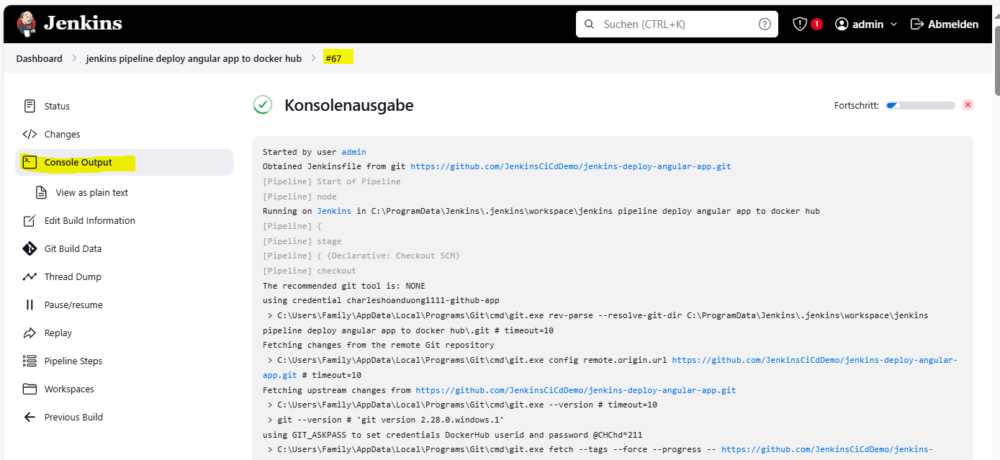 Jenkins
Suchen (CTRL+K)
?
1
admin
Abmelden
Dashboard > jenkins pipeline deploy angular app to docker hub > #67
Status
Changes
Console Output
View as plain text
Edit Build Information
Git Build Data
Thread Dump
Pause/resume
Replay
Pipeline Steps
Workspaces
Previous Build
Konsolenausgabe
Fortschritt:
Started by user admin
Obtained Jenkinsfile from git https://github.com/JenkinsCiCdDemo/jenkins-deploy-angular-app.git
[Pipeline] Start of Pipeline
[Pipeline] node
Running on Jenkins in C:\ProgramData\Jenkins\.jenkins\workspace\jenkins pipeline deploy angular app to docker hub
[Pipeline] {
[Pipeline] stage
[Pipeline] { (Declarative: Checkout SCM)
[Pipeline] checkout
The recommended git tool is: NONE
using credential charleshoanduong1111-github-app
> C:\Users\Family\AppData\Local\Programs\Git\cmd\git.exe rev-parse --resolve-git-dir C:\ProgramData\Jenkins\.jenkins\workspace\jenkins
pipeline deploy angular app to docker hub\.git # timeout=10
Fetching changes from the remote Git repository
> C:\Users\Family\AppData\Local\Programs\Git\cmd\git.exe config remote.origin.url https://github.com/JenkinsCiCdDemo/jenkins-deploy-angular-
app.git # timeout=10
Fetching upstream changes from https://github.com/JenkinsCiCdDemo/jenkins-deploy-angular-app.git
> C:\Users\Family\AppData\Local\Programs\Git\cmd\git.exe --version # timeout=10
> git --version # 'git version 2.28.0.windows.1'
using GIT_ASKPASS to set credentials DockerHub userid and password @CHChd*211
> C:\Users\Family\AppData\Local\Programs\Git\cmd\git.exe fetch --tags --force --progress -- https://github.com/JenkinsCiCdDemo/jenkins-